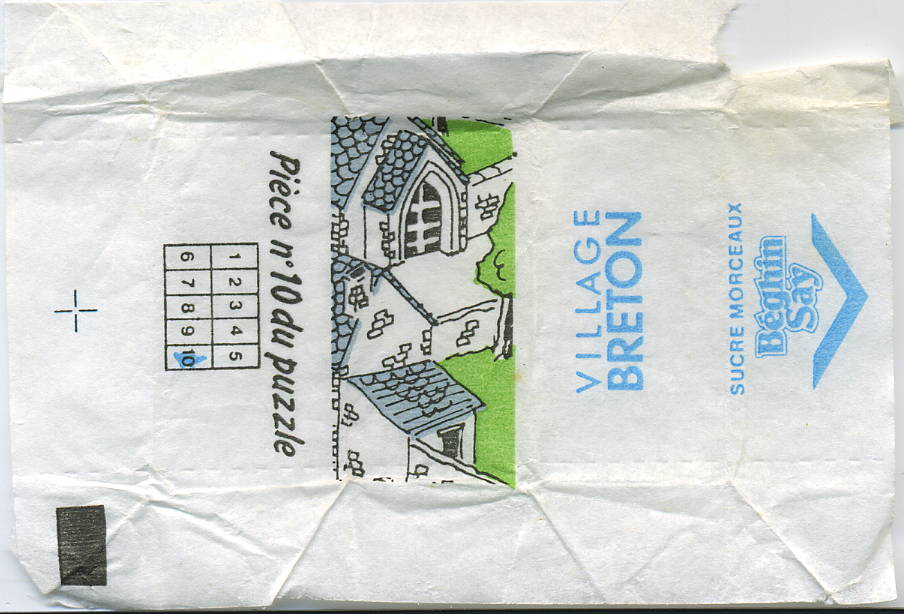 SUCRE MORCEAUX
Béghin
Say
VILLAGE
BRETON
Pièce n°10 du puzzle
1 2 3 4 5
6 7 8 9 10